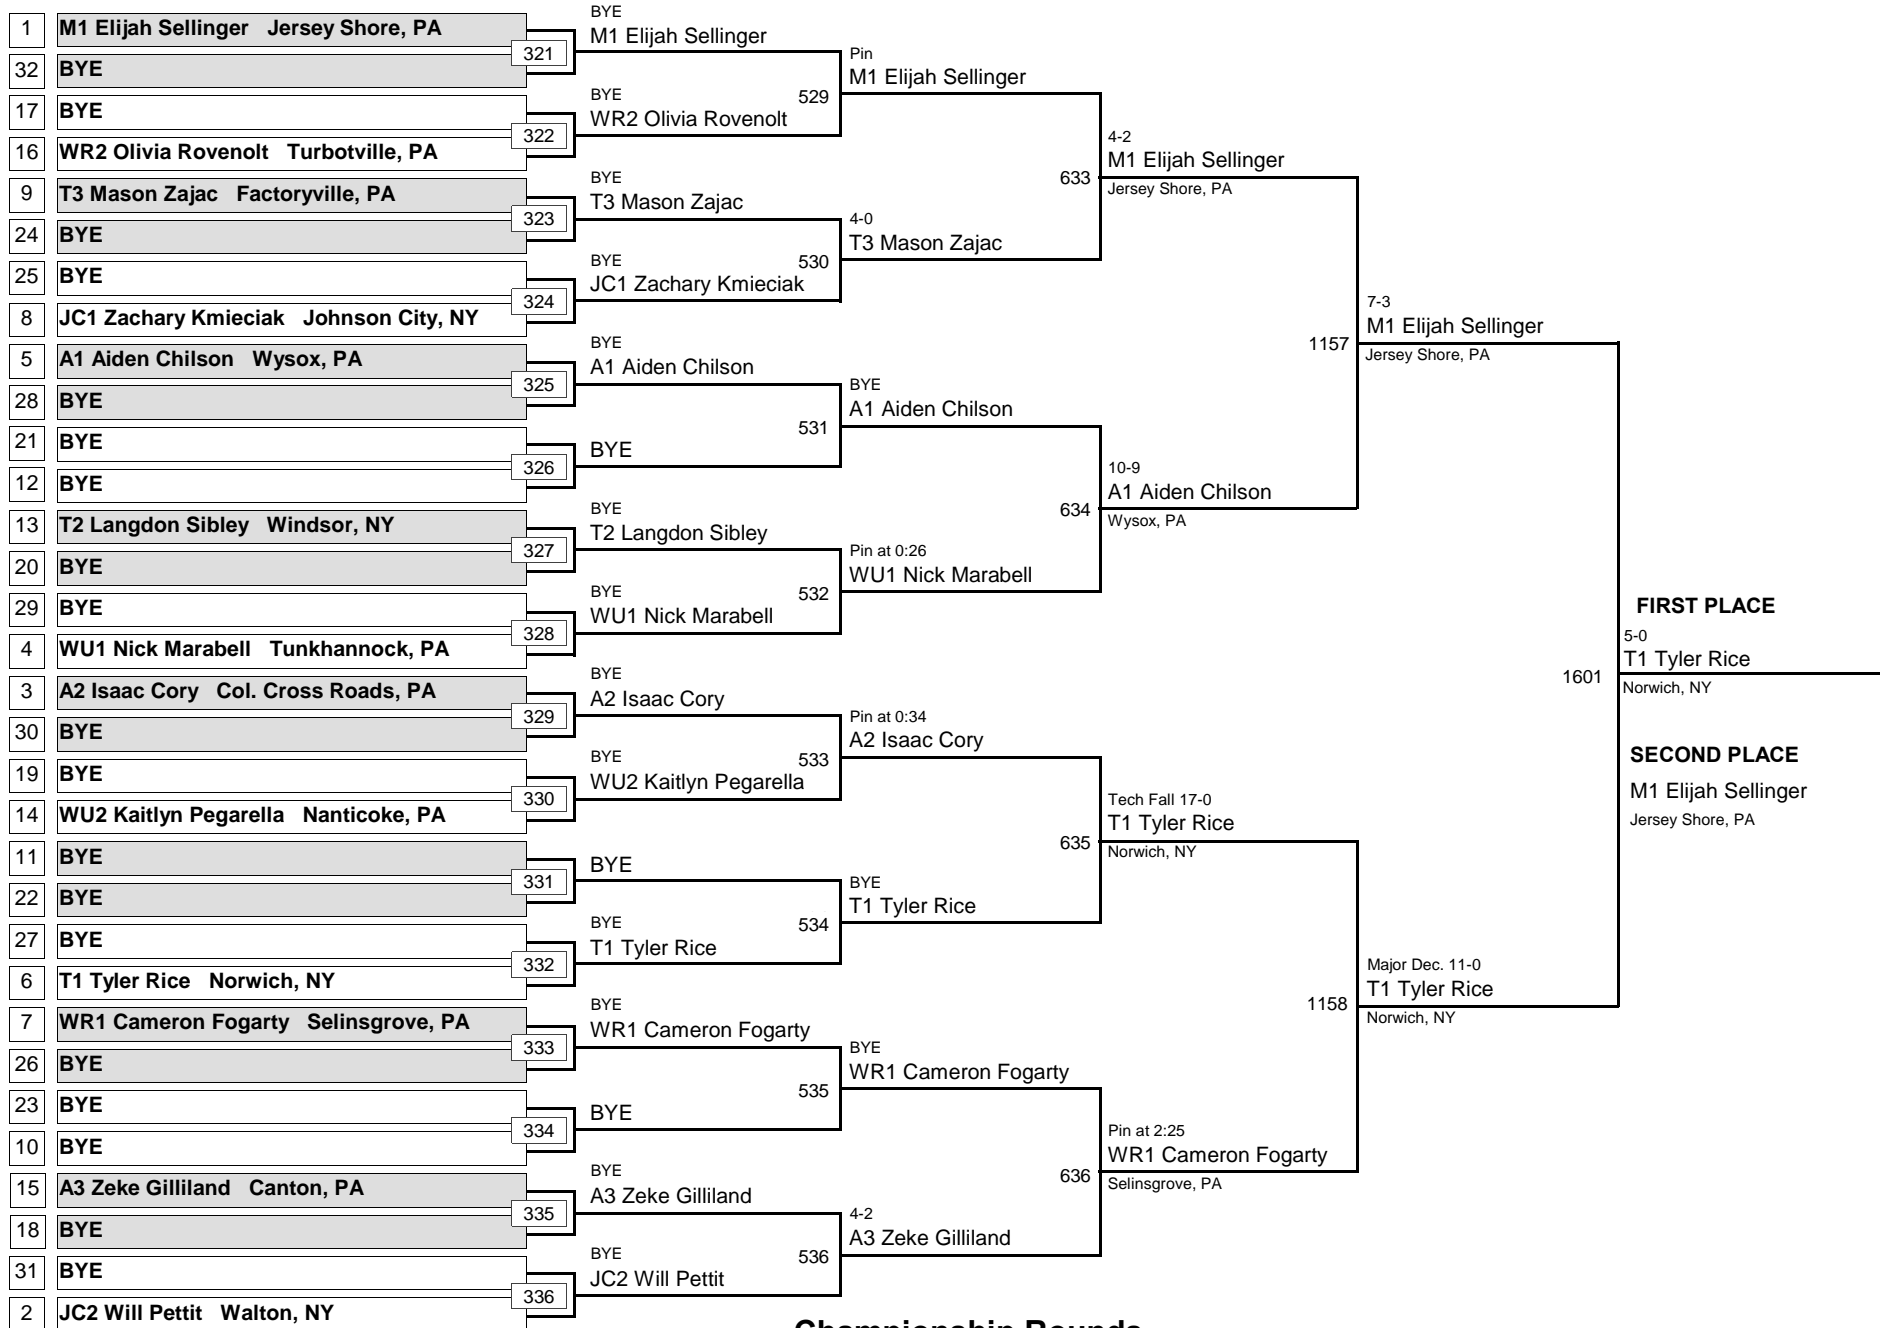 1 M1 Elijah Sellinger Jersey Shore, PA
32 BYE
321
17 BYE
16 WR2 Olivia Rovenolt Turbotville, PA
322
9 T3 Mason Zajac Factoryville, PA
24 BYE
323
25 BYE
8 JC1 Zachary Kmieciak Johnson City, NY
324
5 A1 Aiden Chilson Wysox, PA
28 BYE
325
21 BYE
12 BYE
326
13 T2 Langdon Sibley Windsor, NY
20 BYE
327
29 BYE
4 WU1 Nick Marabell Tunkhannock, PA
328
3 A2 Isaac Cory Col. Cross Roads, PA
30 BYE
329
19 BYE
14 WU2 Kaitlyn Pegarella Nanticoke, PA
330
11 BYE
22 BYE
331
27 BYE
6 T1 Tyler Rice Norwich, NY
332
7 WR1 Cameron Fogarty Selinsgrove, PA
26 BYE
333
23 BYE
10 BYE
334
15 A3 Zeke Gilliland Canton, PA
18 BYE
335
31 BYE
2 JC2 Will Pettit Walton, NY
336
BYE
M1 Elijah Sellinger
BYE
WR2 Olivia Rovenolt
529
BYE
T3 Mason Zajac
BYE
JC1 Zachary Kmieciak
530
BYE
A1 Aiden Chilson
BYE
531
BYE
T2 Langdon Sibley
BYE
WU1 Nick Marabell
532
BYE
A2 Isaac Cory
BYE
WU2 Kaitlyn Pegarella
533
BYE
BYE
T1 Tyler Rice
534
BYE
WR1 Cameron Fogarty
BYE
535
BYE
A3 Zeke Gilliland
BYE
JC2 Will Pettit
536
Pin
M1 Elijah Sellinger
4-0
T3 Mason Zajac
633
BYE
A1 Aiden Chilson
Pin at 0:26
WU1 Nick Marabell
634
Pin at 0:34
A2 Isaac Cory
BYE
T1 Tyler Rice
635
BYE
WR1 Cameron Fogarty
4-2
A3 Zeke Gilliland
636
4-2
M1 Elijah Sellinger
Jersey Shore, PA
10-9
A1 Aiden Chilson
Wysox, PA
1157
Tech Fall 17-0
T1 Tyler Rice
Norwich, NY
Pin at 2:25
WR1 Cameron Fogarty
Selinsgrove, PA
1158
7-3
M1 Elijah Sellinger
Jersey Shore, PA
Major Dec. 11-0
T1 Tyler Rice
Norwich, NY
1601
FIRST PLACE
5-0
T1 Tyler Rice
Norwich, NY
SECOND PLACE
M1 Elijah Sellinger
Jersey Shore, PA
Championship Rounds